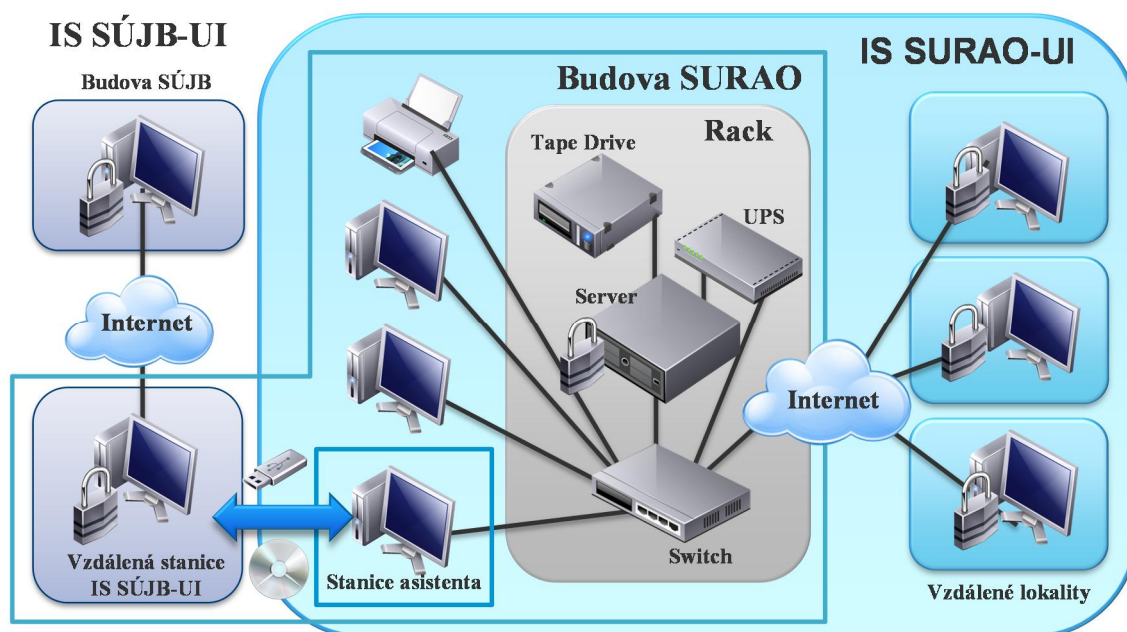 IS SÚJB-UI
Budova SÚJB
Internet
Vzdálená stanice
IS SÚJB-UI
IS SURAO-UI
Budova SURAO
Rack
Tape Drive
UPS
Server
Switch
Stanice asistenta
Internet
Vzdálené lokality